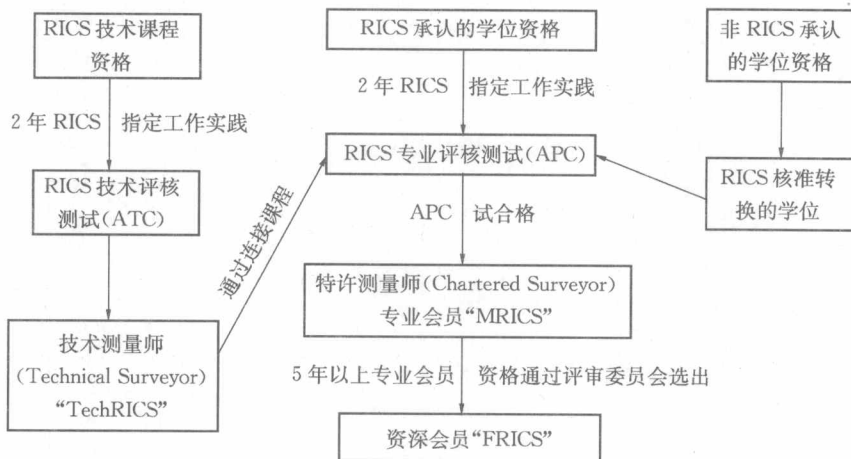 RICS 技术课程
资格
2 年 RICS 指定工作实践
RICS 技术评核
测试(ATC)
技术测量师
(Technical Surveyor)
“TechRICS”
通过连接课程
RICS 承认的学位资格
2 年 RICS 指定工作实践
RICS 专业评核测试(APC)
APC 试合格
特许测量师(Chartered Surveyor)
专业会员“MRICS”
5 年以上专业会员 资格通过评审委员会选出
资深会员“FRICS”
非 RICS 承认
的学位资格
RICS 核准转
换的学位